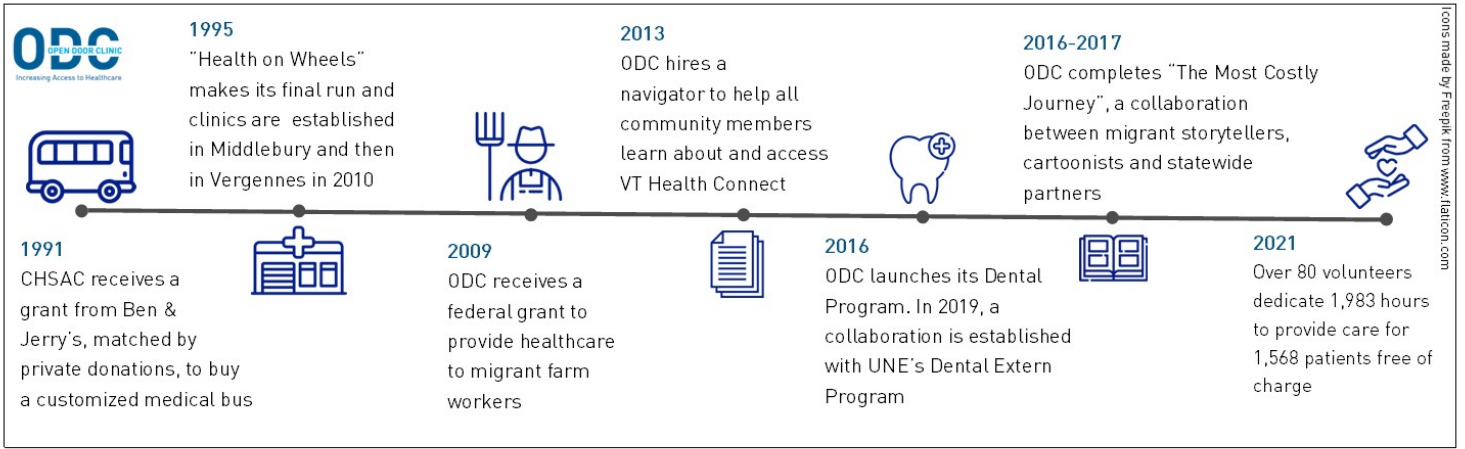 ODC
OPEN DOOR CLINIC
Increasing Access to Healthcare
1991
CHSAC receives a
grant from Ben &
Jerry's, matched by
private donations, to buy
a customized medical bus
1995
"Health on Wheels"
makes its final run and
clinics are established
in Middlebury and then
in Vergennes in 2010
2009
ODC receives a
federal grant to
provide healthcare
to migrant farm
workers
2013
ODC hires a
navigator to help all
community members
learn about and access
VT Health Connect
2016
ODC launches its Dental
Program. In 2019, a
collaboration is established
with UNE's Dental Extern
Program
2016-2017
ODC completes "The Most Costly
Journey", a collaboration
between migrant storytellers,
cartoonists and statewide
partners
2021
Over 80 volunteers
dedicate 1,983 hours
to provide care for
1,568 patients free of
charge
Icons made by Freepik from www.flaticon.com